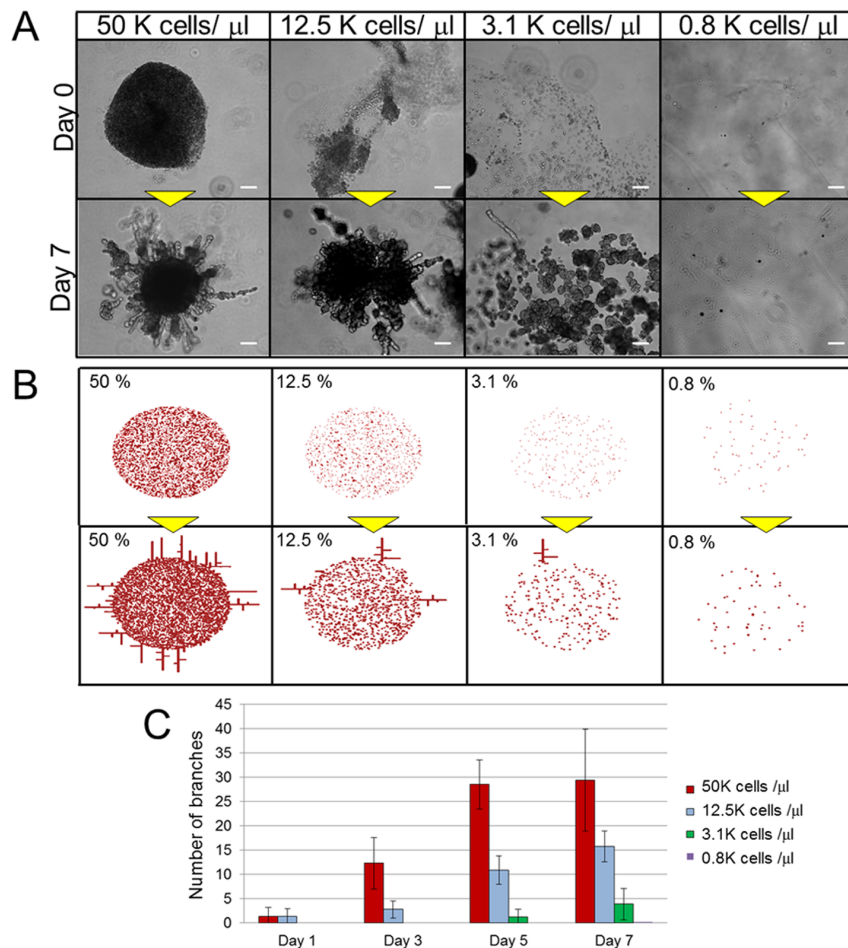 A
50 K cells/ μl
12.5 K cells/ μl
3.1 K cells/ μl
0.8 K cells/ μl
Day 0
Day 7
B
50 %
12.5 %
3.1 %
0.8 %
50 %
12.5 %
3.1 %
0.8 %
C
Number of branches
45
40
35
30
25
20
15
10
5
0
Day 1
Day 3
Day 5
Day 7
50K cells /μl
12.5K cells /μl
3.1K cells /μl
0.8K cells /μl